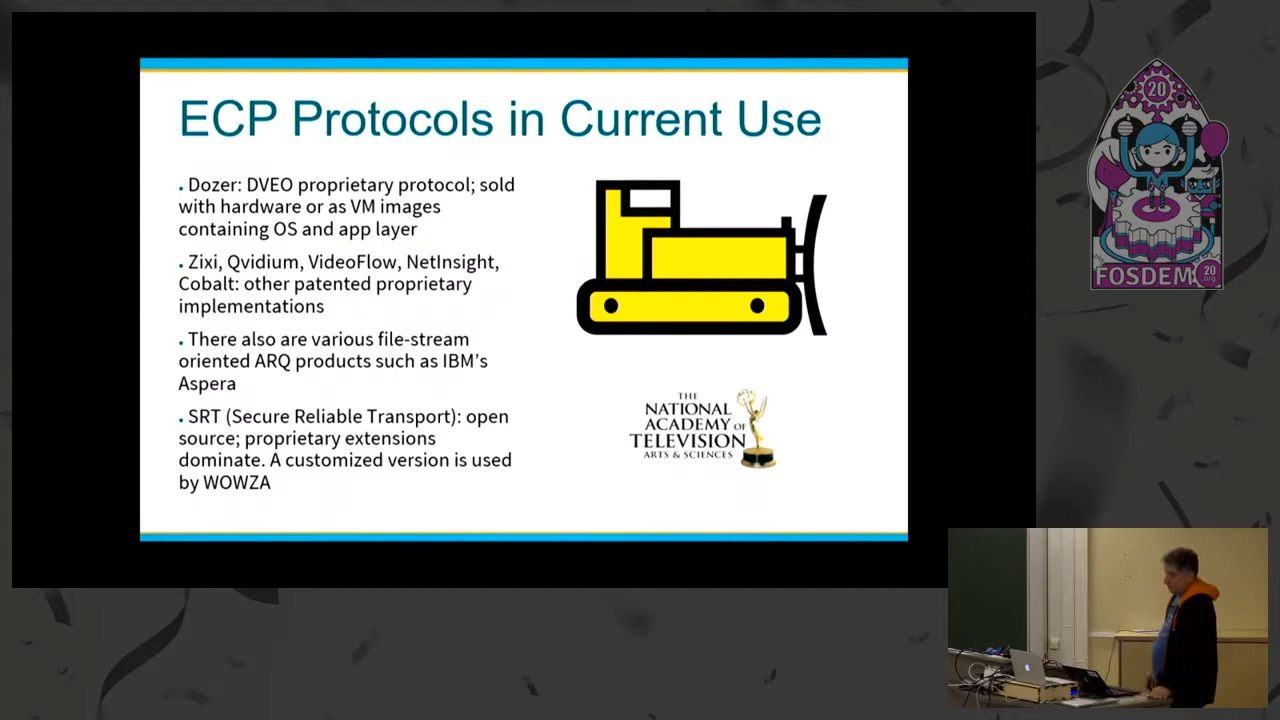 ECP Protocols in Current Use
. Dozer: DVEO proprietary protocol; sold
with hardware or as VM images
containing OS and app layer
. Zixi, Qvidium, VideoFlow, NetInsight,
Cobalt: other patented proprietary
implementations
. There also are various file-stream
oriented ARQ products such as IBM's
Aspera
. SRT (Secure Reliable Transport): open
source; proprietary extensions
dominate. A customized version is used
by WOWZA
THE
NATIONAL
ACADEMY OF
TELEVISION
ARTS & SCIENCES
20
FOSDEM 20
.org